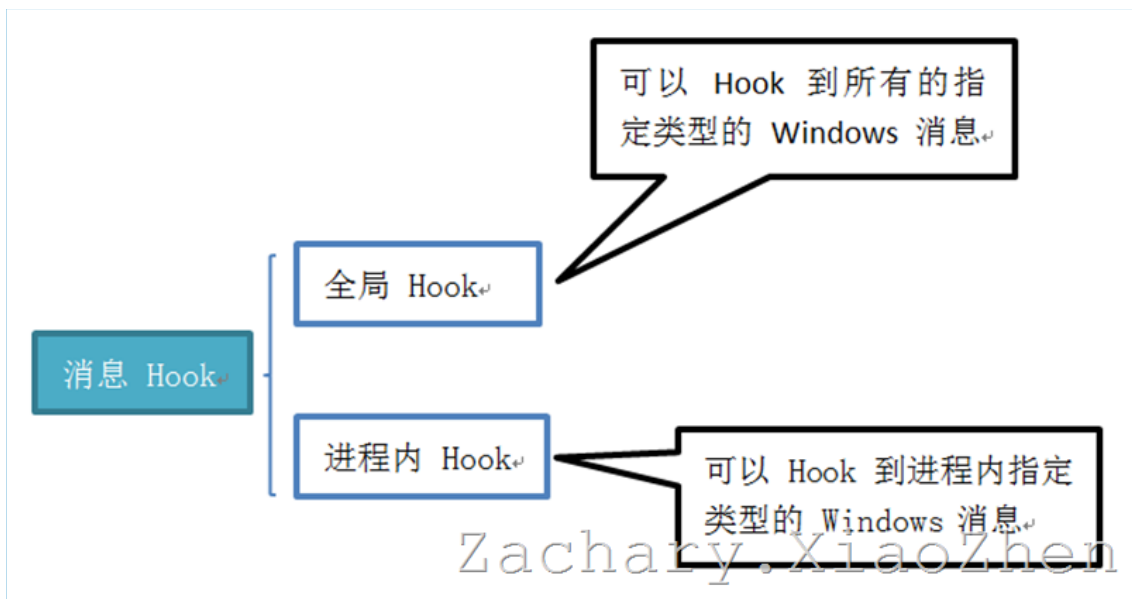 可以 Hook 到所有的指
定类型的 Windows 消息
全局 Hook
消息 Hook
进程内 Hook
可以 Hook 到进程内指定
类型的 Windows 消息
Zachary.XiaoZhen